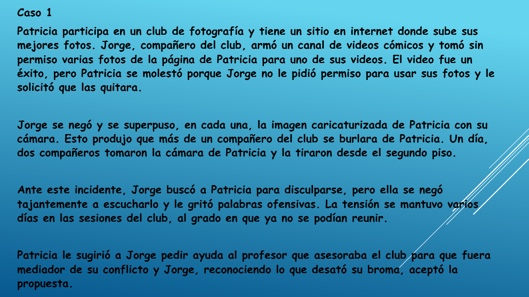 Caso 1
Patricia participa en un club de fotografía y tiene un sitio en internet donde sube sus
mejores fotos. Jorge, compañero del club, armó un canal de videos cómicos y tomó sin
permiso varias fotos de la página de Patricia para uno de sus videos. El video fue un
éxito, pero Patricia se molestó porque Jorge no le pidió permiso para usar sus fotos y le
solicitó que las quitara.
Jorge se negó y se superpuso, en cada una, la imagen caricaturizada de Patricia con su
cámara. Esto produjo que más de un compañero del club se burlara de Patricia. Un día,
dos compañeros tomaron la cámara de Patricia y la tiraron desde el segundo piso.
Ante este incidente, Jorge buscó a Patricia para disculparse, pero ella se negó
tajantemente a escucharlo y le gritó palabras ofensivas. La tensión se mantuvo varios
días en las sesiones del club, al grado en que ya no se podían reunir.
Patricia le sugirió a Jorge pedir ayuda al profesor que asesoraba el club para que fuera
mediador de su conflicto y Jorge, reconociendo lo que desató su broma, aceptó la
propuesta.